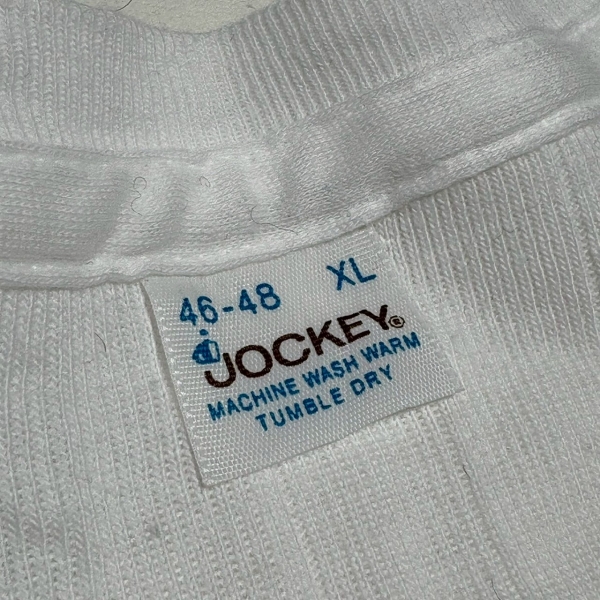 46-48 XL
JOCKEY®
MACHINE WASH WARM
TUMBLE DRY